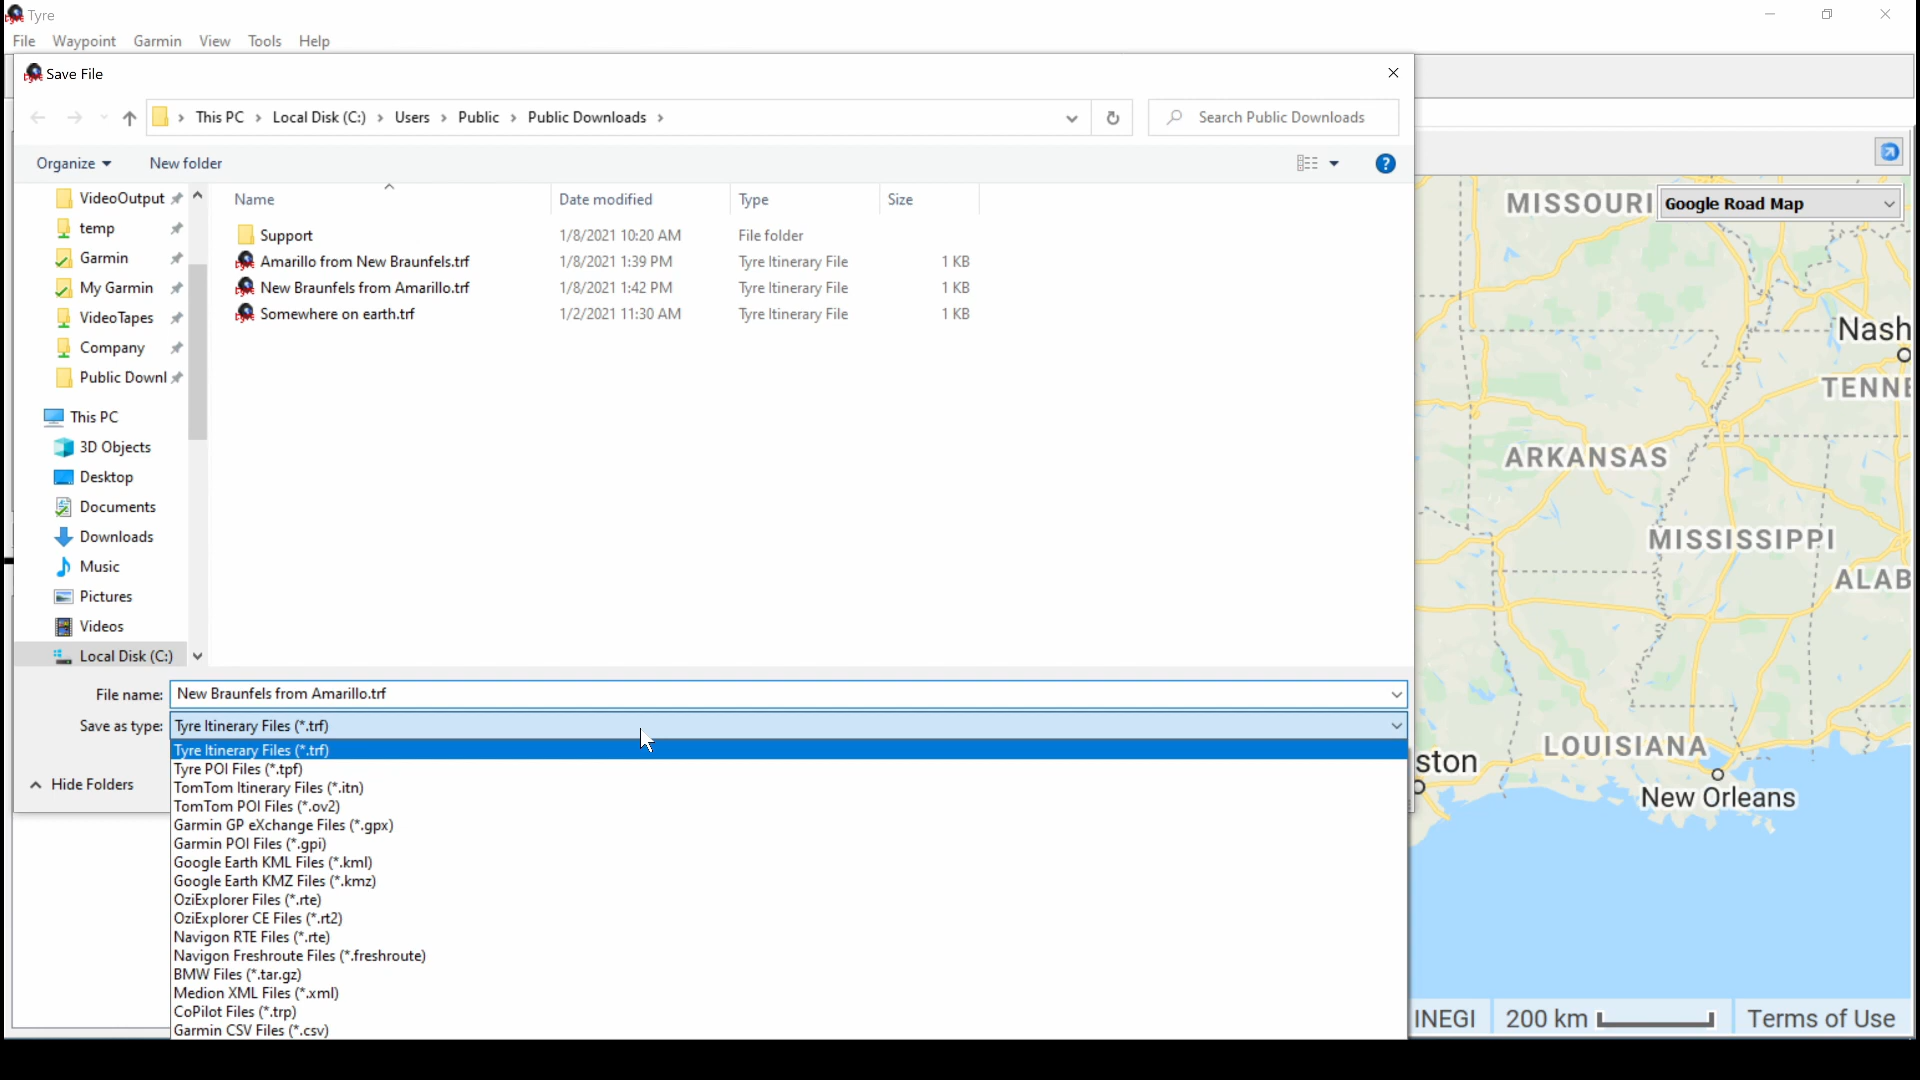 Tyre
File Waypoint Garmin View Tools Help
Save File
This PC Local Disk (C:) Users Public Public Downloads
Search Public Downloads
Organize New folder
VideoOutput
temp
Garmin
My Garmin
VideoTapes
Company
Public Downl
This PC
3D Objects
Desktop
Documents
Downloads
Music
Pictures
Videos
Local Disk (C:)
Name Date modified Type Size
Support 1/8/2021 10:20 AM File folder
Amarillo from New Braunfels.trf 1/8/2021 1:39 PM Tyre Itinerary File 1 KB
New Braunfels from Amarillo.trf 1/8/2021 1:42 PM Tyre Itinerary File 1 KB
Somewhere on earth.trf 1/2/2021 11:30 AM Tyre Itinerary File 1 KB
File name: New Braunfels from Amarillo.trf
Save as type: Tyre Itinerary Files (*.trf)
Hide Folders
Tyre Itinerary Files (*.trf)
Tyre POI Files (*.tpf)
TomTom Itinerary Files (*.itn)
TomTom POI Files (*.ov2)
Garmin GP eXchange Files (*.gpx)
Garmin POI Files (*.gpi)
Google Earth KML Files (*.kml)
Google Earth KMZ Files (*.kmz)
OziExplorer Files (*.rte)
OziExplorer CE Files (*.rt2)
Navigon RTE Files (*.rte)
Navigon Freshroute Files (*.freshroute)
BMW Files (*.tar.gz)
Medion XML Files (*.xml)
CoPilot Files (*.trp)
Garmin CSV Files (*.csv)
MISSOURI
Google Road Map
Nash
TENNE
ARKANSAS
MISSISSIPPI
ALAB
LOUISIANA
ston
New Orleans
INEGI 200 km Terms of Use